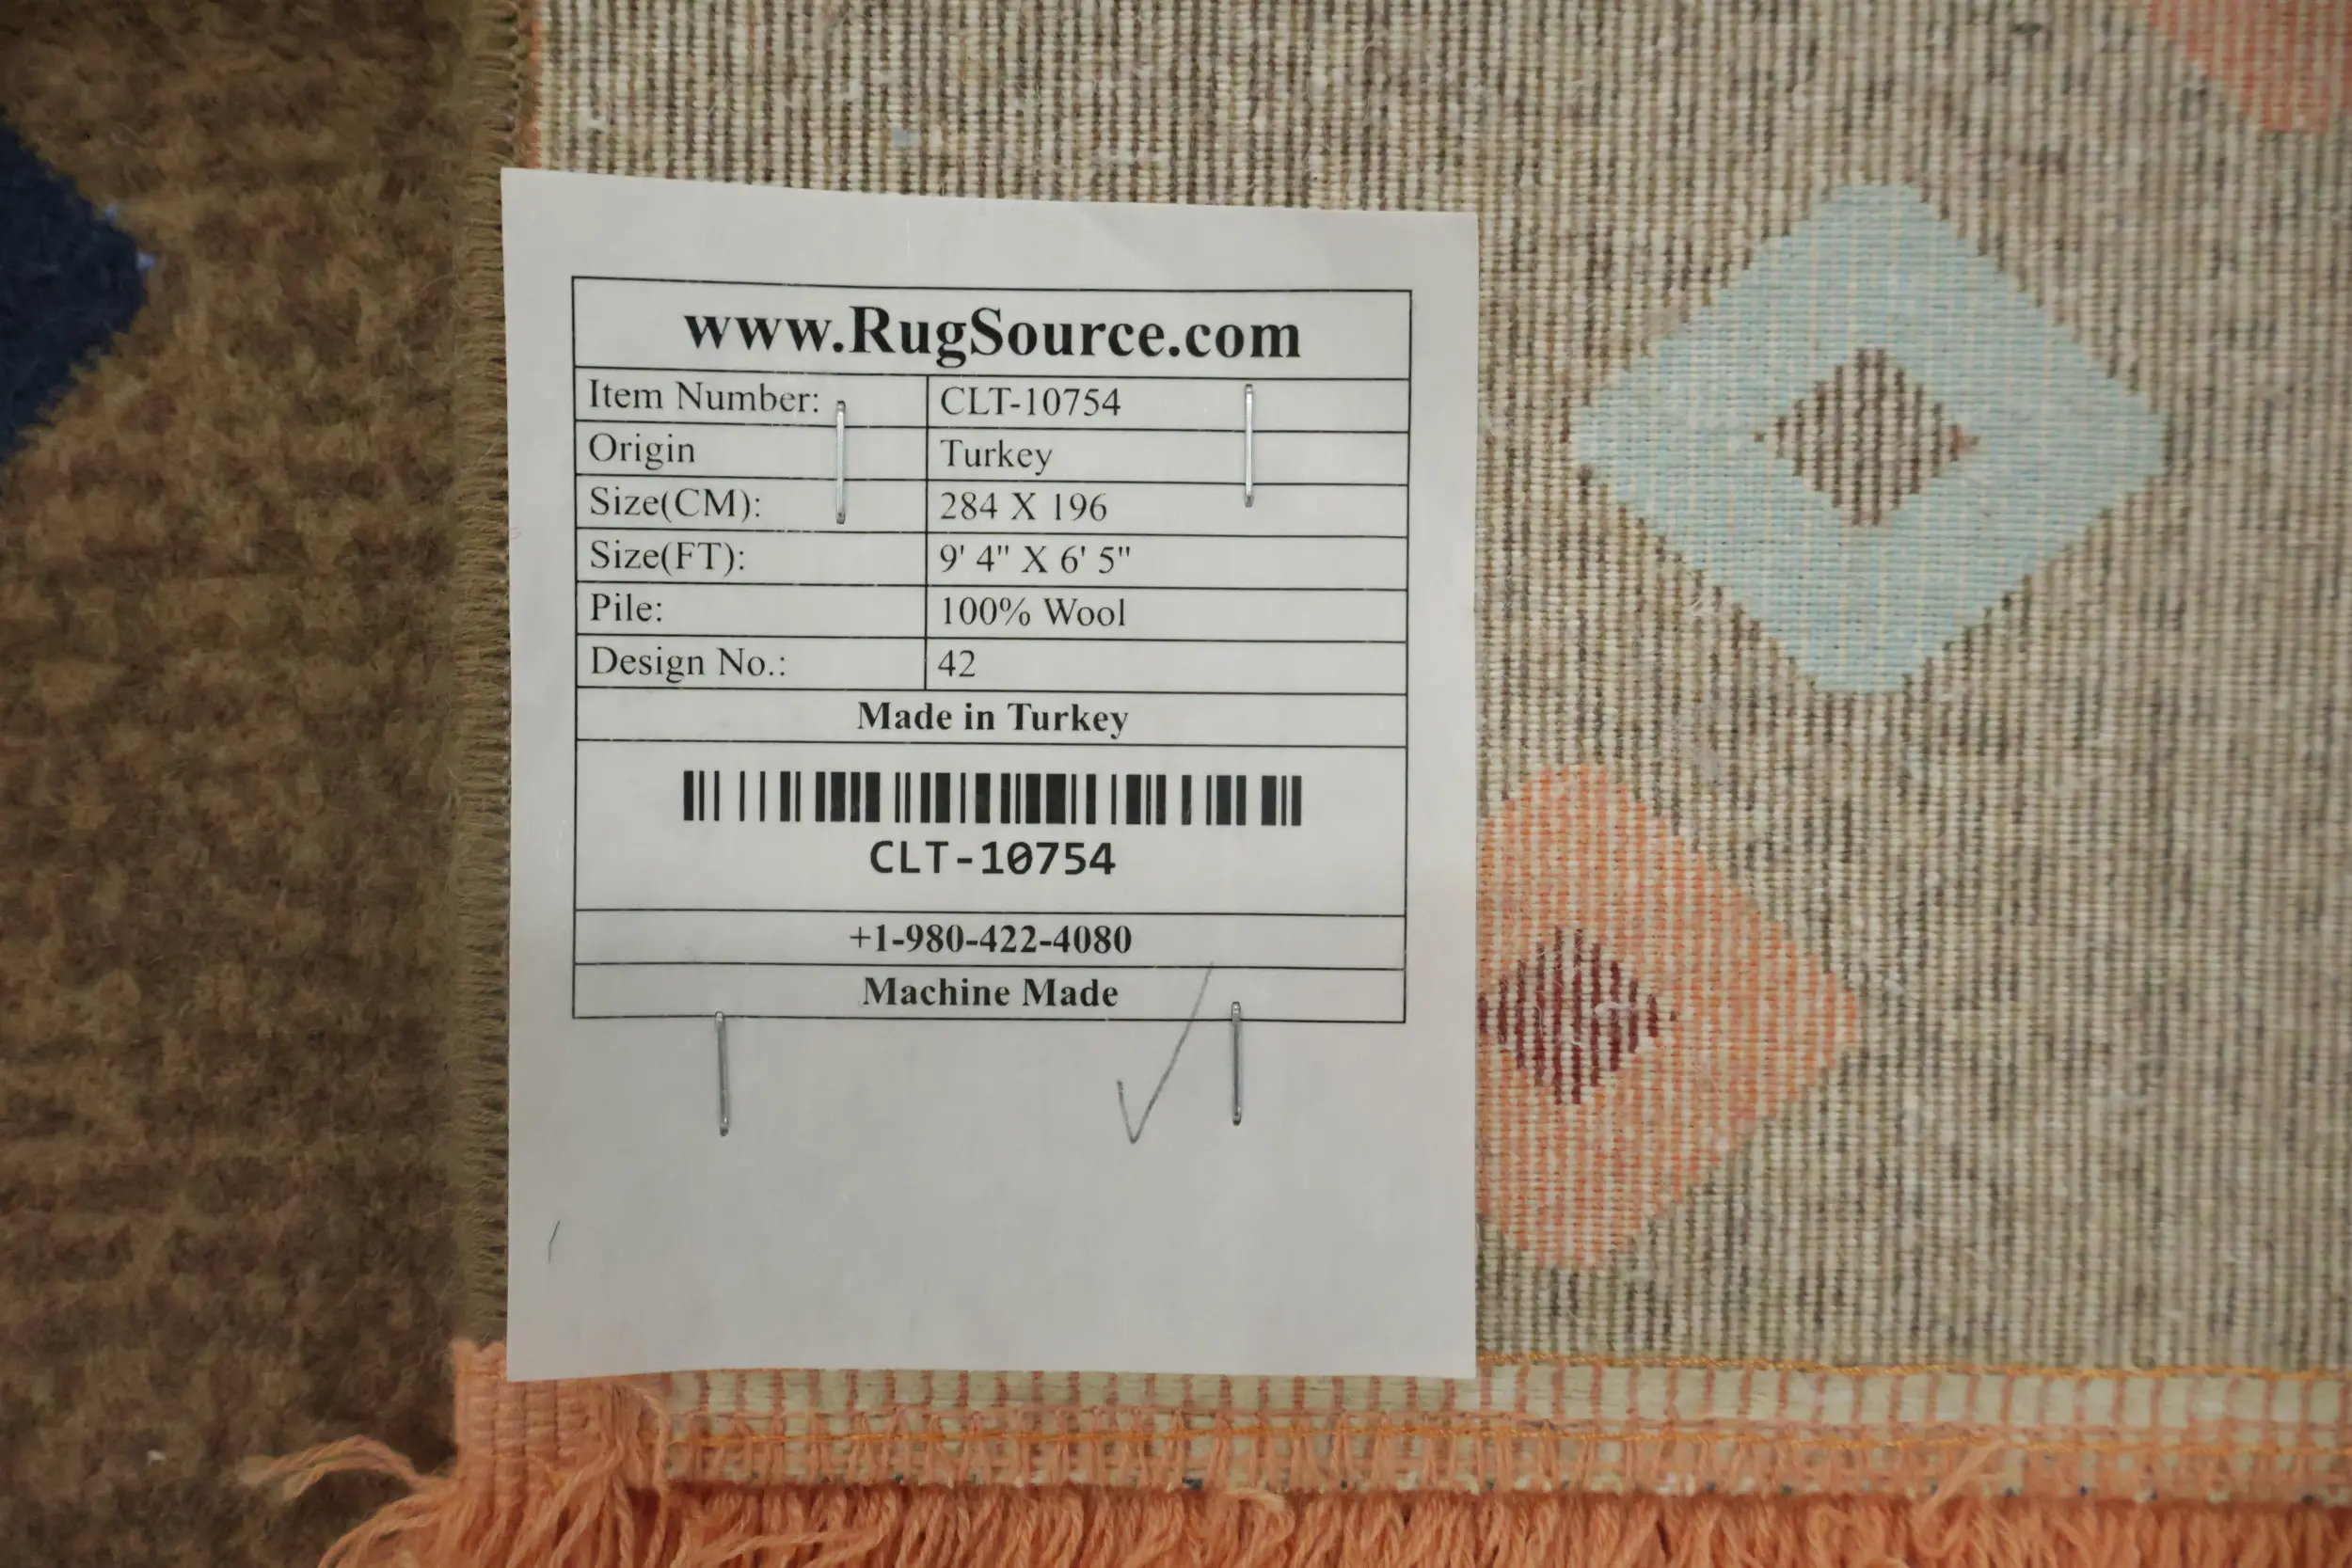 www.RugSource.com
Item Number: CLT-10754
Origin Turkey
Size(CM): 284 X 196
Size(FT): 9' 4" X 6' 5"
Pile: 100% Wool
Design No.: 42
Made in Turkey
CLT-10754
+1-980-422-4080
Machine Made